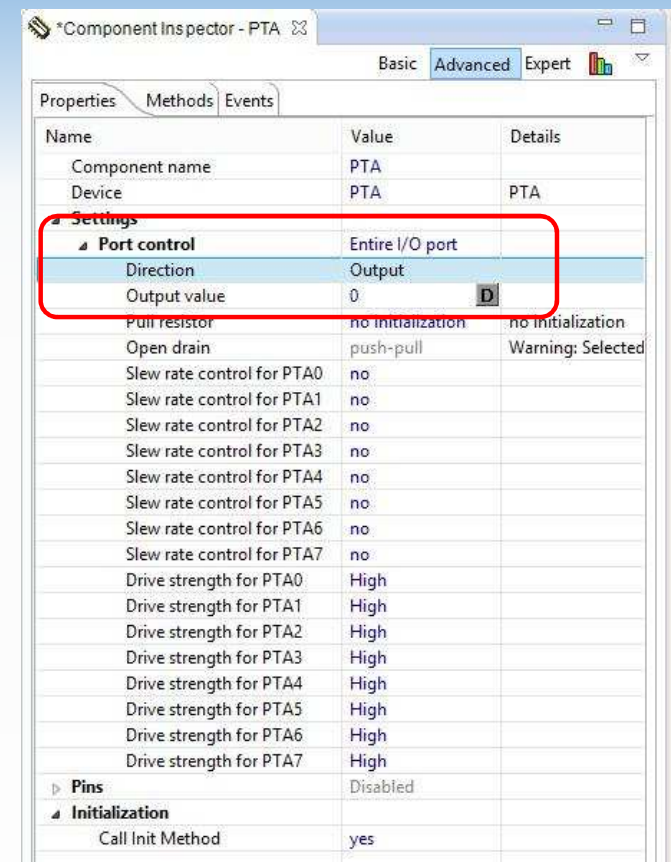 *Component Inspector - PTA
Basic Advanced Expert
Properties Methods Events
Name Value Details
Component name PTA
Device PTA PTA
Settings
Port control Entire I/O port
Direction Output
Output value 0 D
Pull resistor no initialization no initialization
Open drain push-pull Warning: Selected
Slew rate control for PTA0 no
Slew rate control for PTA1 no
Slew rate control for PTA2 no
Slew rate control for PTA3 no
Slew rate control for PTA4 no
Slew rate control for PTA5 no
Slew rate control for PTA6 no
Slew rate control for PTA7 no
Drive strength for PTA0 High
Drive strength for PTA1 High
Drive strength for PTA2 High
Drive strength for PTA3 High
Drive strength for PTA4 High
Drive strength for PTA5 High
Drive strength for PTA6 High
Drive strength for PTA7 High
Pins Disabled
Initialization
Call Init Method yes